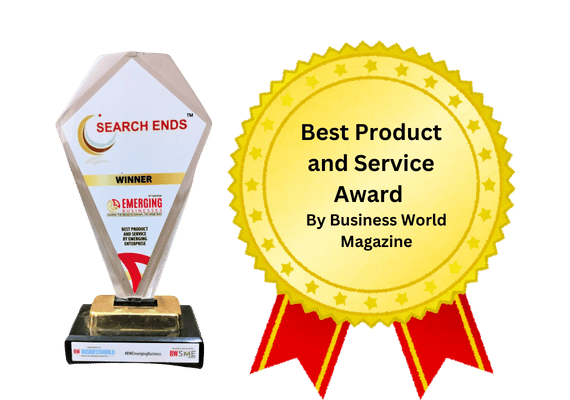 SEARCH ENDS TM
WINNER
EMERGING
BUSINESSES
BEST PRODUCT
AND SERVICE
BY EMERGING
ENTERPRISE
BW BUSINESSWORLD
#BWEmergingBusiness
BW SME
Best Product
and Service
Award
By Business World
Magazine